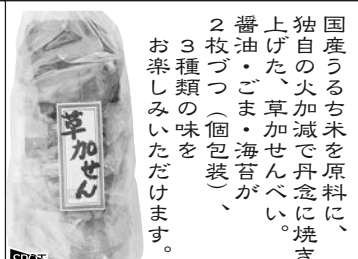 国産うるち米を原料に、
独自の火加減で丹念に焼き
上げた、草加せんべい。
醤油・ごま・海苔が
２枚づつ（個包装）、
３種類の味を
お楽しみいただけます。
草加せん